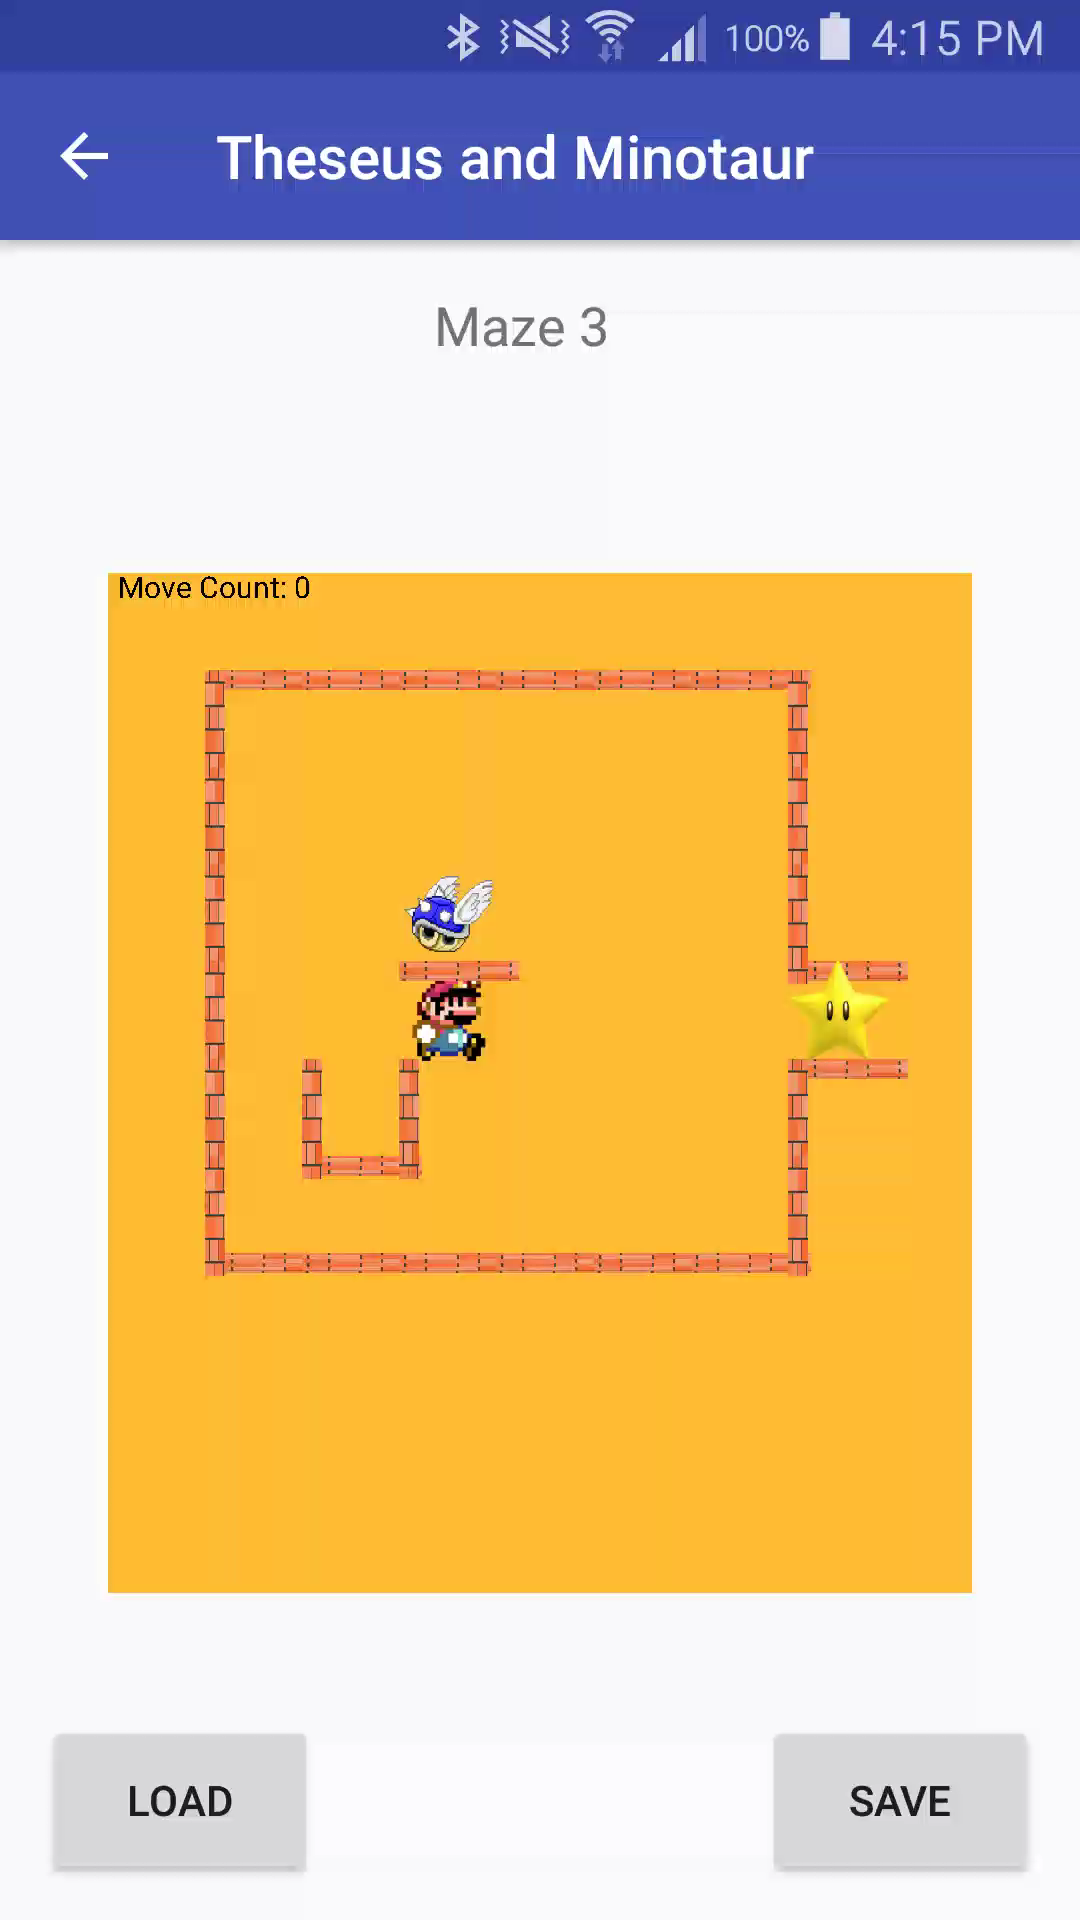 100% 4:15 PM
Theseus and Minotaur
Maze 3
Move Count: 0
LOAD
SAVE